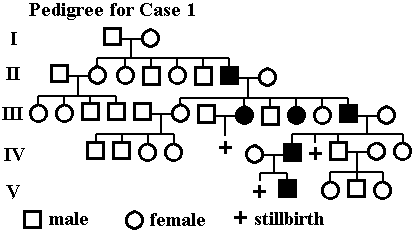 Pedigree for Case 1
I
II
III
IV
V
male female + stillbirth